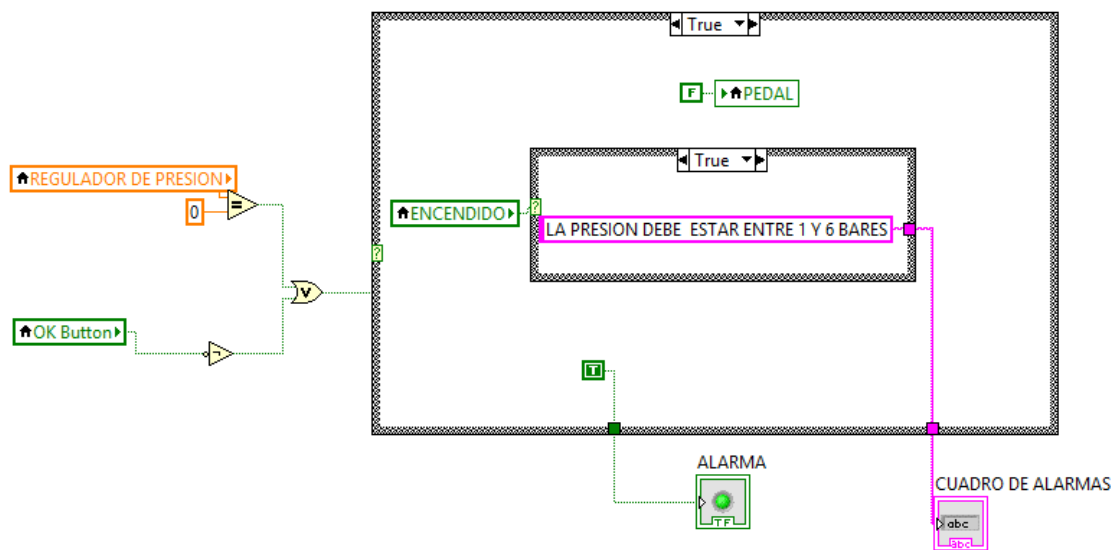 True
F
PEDAL
True
REGULADOR DE PRESION
0
=
ENCENDIDO
?
LA PRESION DEBE  ESTAR ENTRE 1 Y 6 BARES
?
V
OK Button
¬
T
ALARMA
TF
CUADRO DE ALARMAS
abc
abc